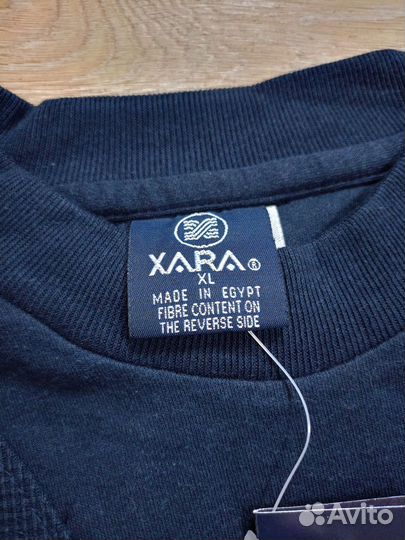 XARA®
XL
MADE IN EGYPT
FIBRE CONTENT ON
THE REVERSE SIDE
Avito